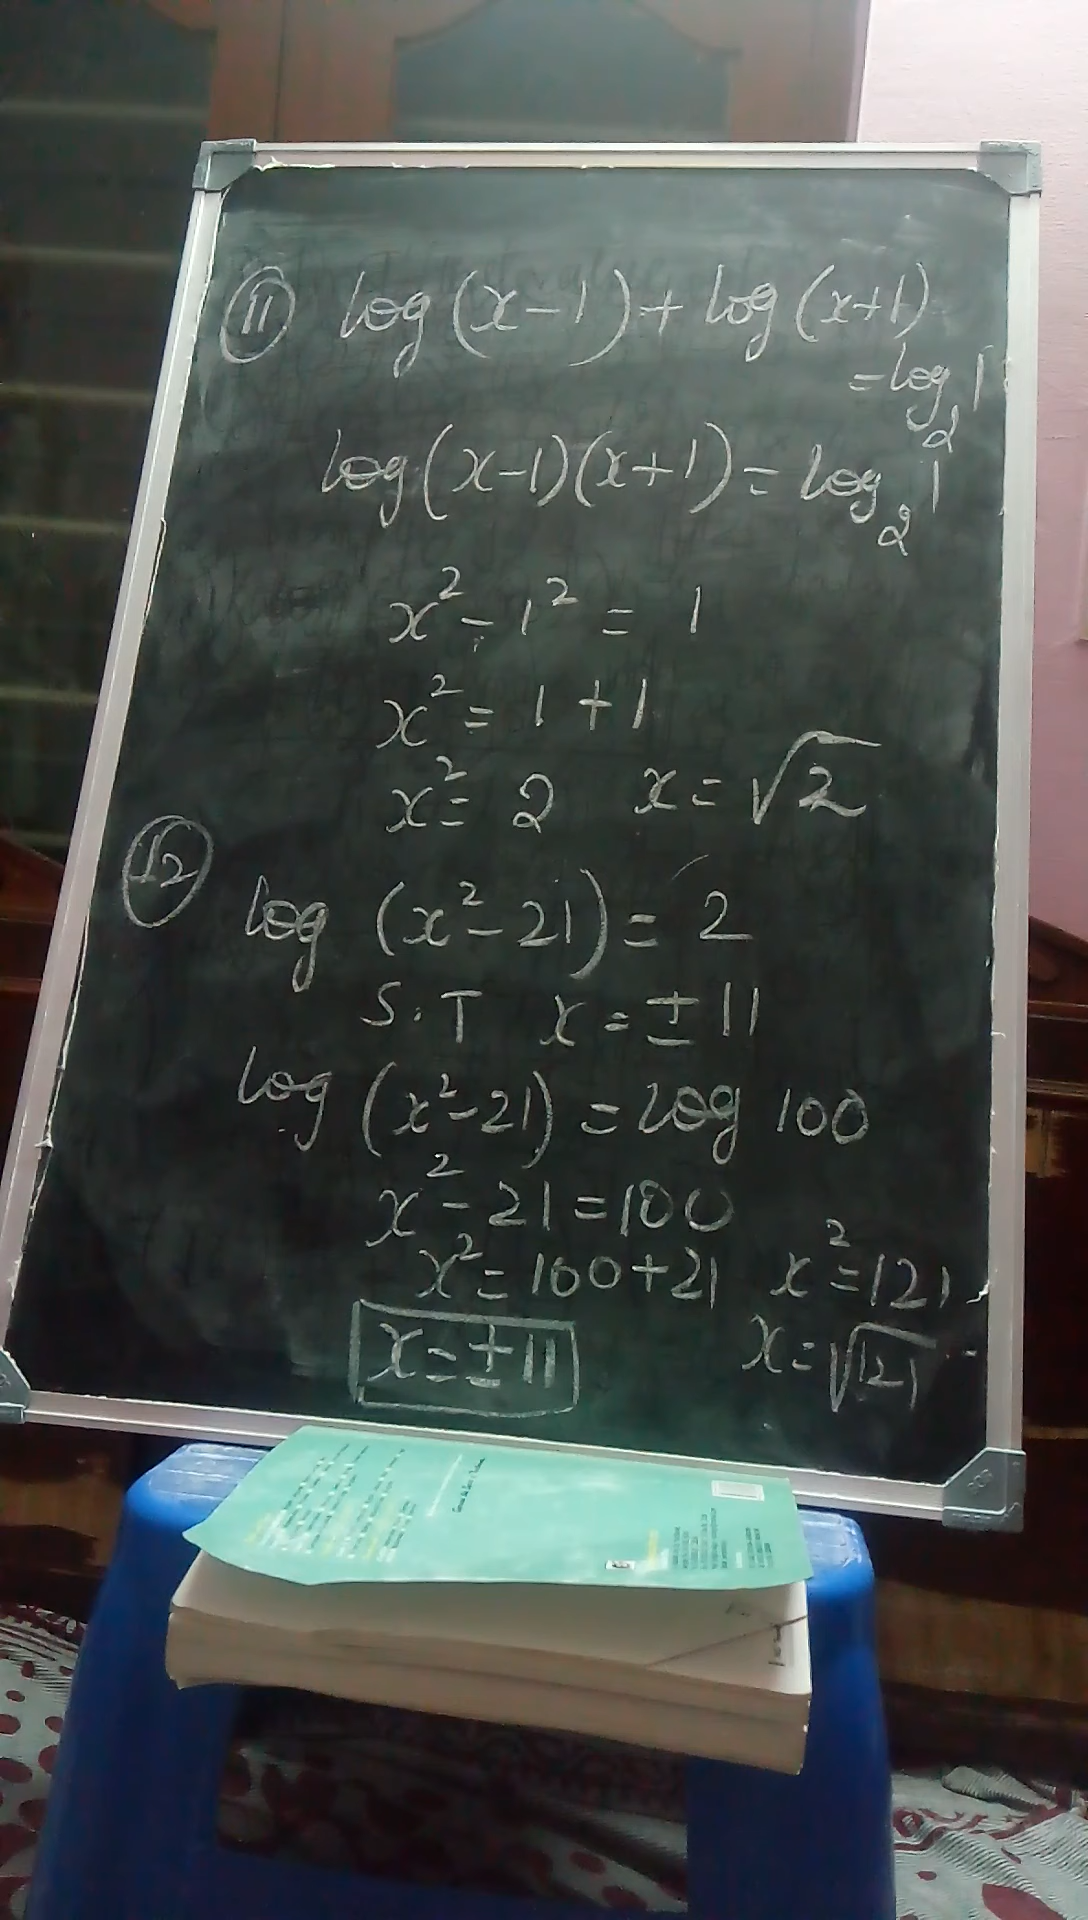 ⑪ log (x-1) + log (x+1)
= log₂ 1
log (x-1)(x+1) = log₂ 1
x² - 1² = 1
x² = 1 + 1
x² = 2 x = √2
⑫
log (x² - 21) = 2
S.T x = ± 11
log (x² - 21) = log 100
x² - 21 = 100
x² = 100 + 21 x² = 121
x = ± 11 x = √121